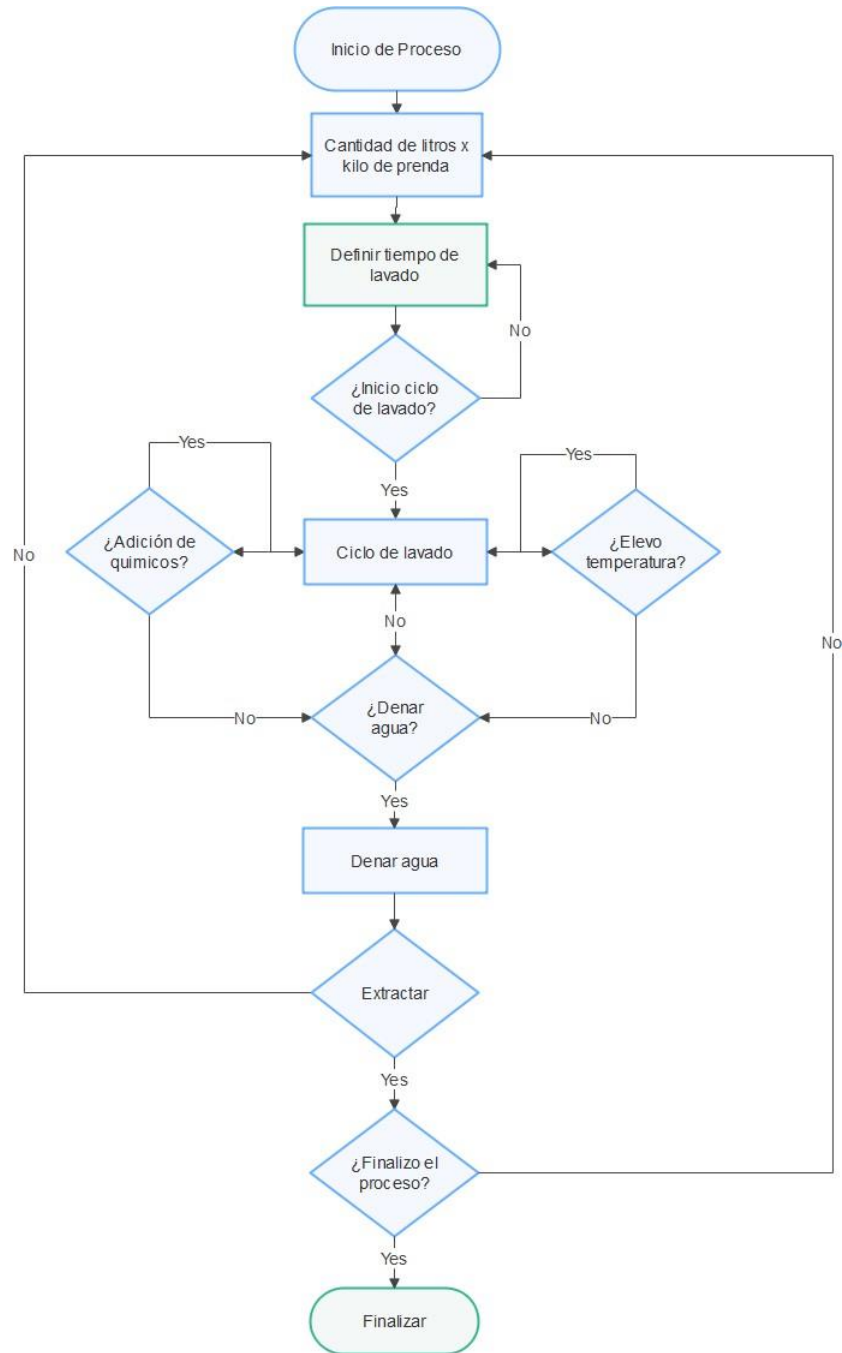 Inicio de Proceso
Cantidad de litros x
kilo de prenda
Definir tiempo de
lavado
No
¿Inicio ciclo
de lavado?
Yes
Yes
Yes
No
¿Adición de
quimicos?
Ciclo de lavado
¿Elevo
temperatura?
No
No
No
¿Denar
agua?
No
Yes
Denar agua
Extractar
Yes
¿Finalizo el
proceso?
Yes
Finalizar
No